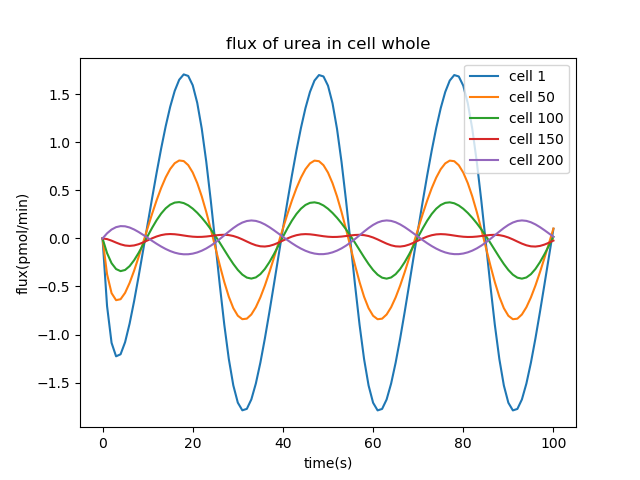 flux of urea in cell whole
cell 1
cell 50
cell 100
cell 150
cell 200
flux(pmol/min)
1.5
1.0
0.5
0.0
−0.5
−1.0
−1.5
0
20
40
60
80
100
time(s)